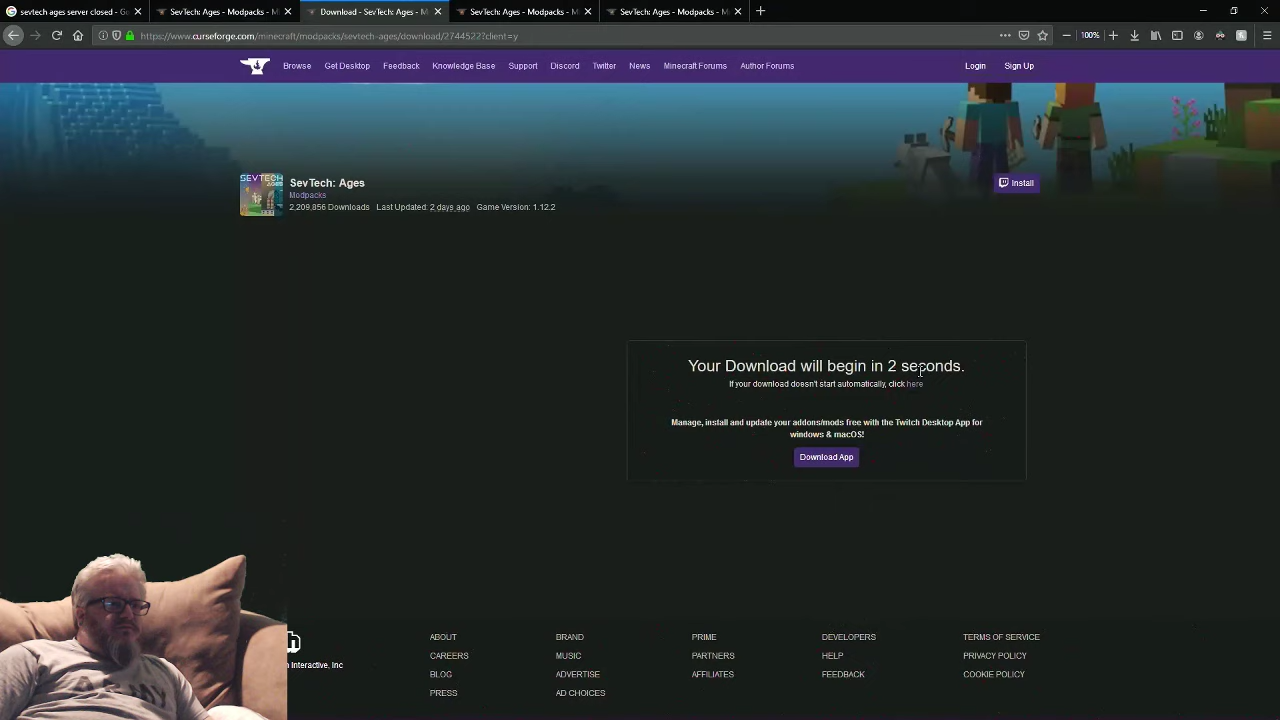 sevtech ages server closed - G
SevTech: Ages - Modpacks - M
Download - SevTech: Ages - M
SevTech: Ages - Modpacks - M
SevTech: Ages - Modpacks - M
https://www.curseforge.com/minecraft/modpacks/sevtech-ages/download/2744522?client=y
100%
Browse Get Desktop Feedback Knowledge Base Support Discord Twitter News Minecraft Forums Author Forums Login Sign Up
SEVTECH
AGES
SevTech: Ages
Modpacks
2,209,856 Downloads Last Updated: 2 days ago Game Version: 1.12.2
Install
Your Download will begin in 2 seconds.
If your download doesn't start automatically, click here
Manage, install and update your addons/mods free with the Twitch Desktop App for
windows & macOS!
Download App
ABOUT BRAND PRIME DEVELOPERS TERMS OF SERVICE
CAREERS MUSIC PARTNERS HELP PRIVACY POLICY
n Interactive, Inc
BLOG ADVERTISE AFFILIATES FEEDBACK COOKIE POLICY
PRESS AD CHOICES